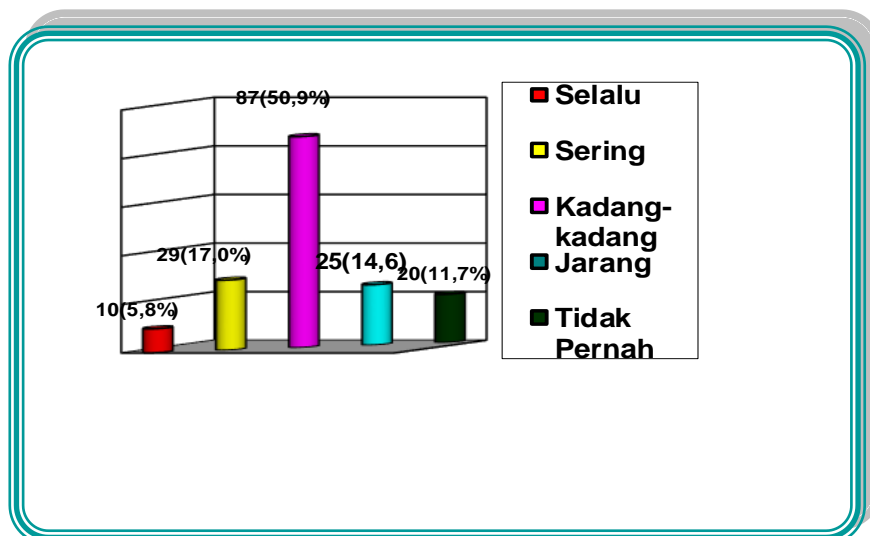 87(50,9%)
29(17,0%)
25(14,6)
20(11,7%)
10(5,8%)
Selalu
Sering
Kadang-
kadang
Jarang
Tidak
Pernah